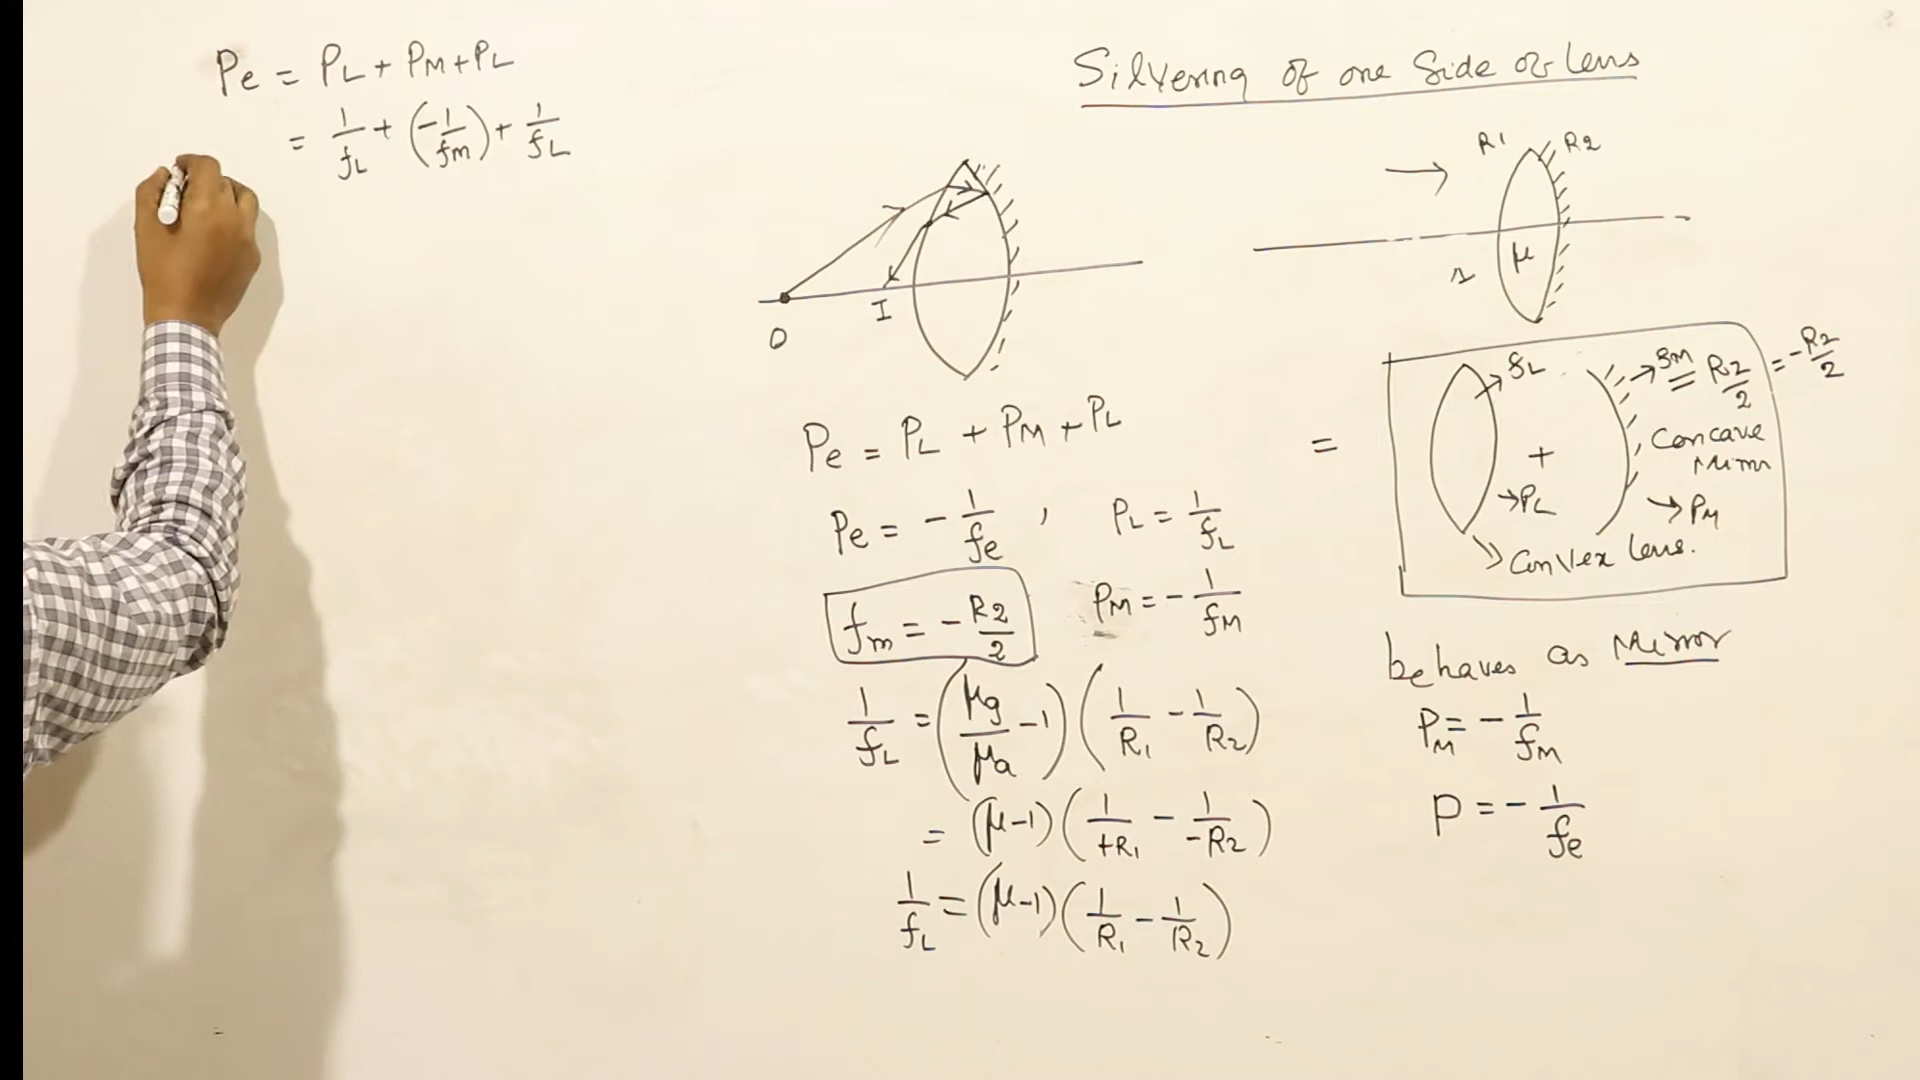 Pe = PL + PM + PL
= 1/fL + (-1/fm) + 1/fL
Silvering of one Side of lens
R1 R2
μ
O I
Pe = PL + PM + PL
Pe = - 1/fe , PL = 1/fL
fm = - R2/2 PM = - 1/fM
1/fL = (μg/μa - 1) (1/R1 - 1/R2)
= (μ-1) (1/+R1 - 1/-R2)
1/fL = (μ-1) (1/R1 - 1/R2)
=
fL fM = R2/2 = -R2/2
+ Concave
Mirror
PL PM
Convex lens.
behaves as Mirror
PM = - 1/fM
P = - 1/fe